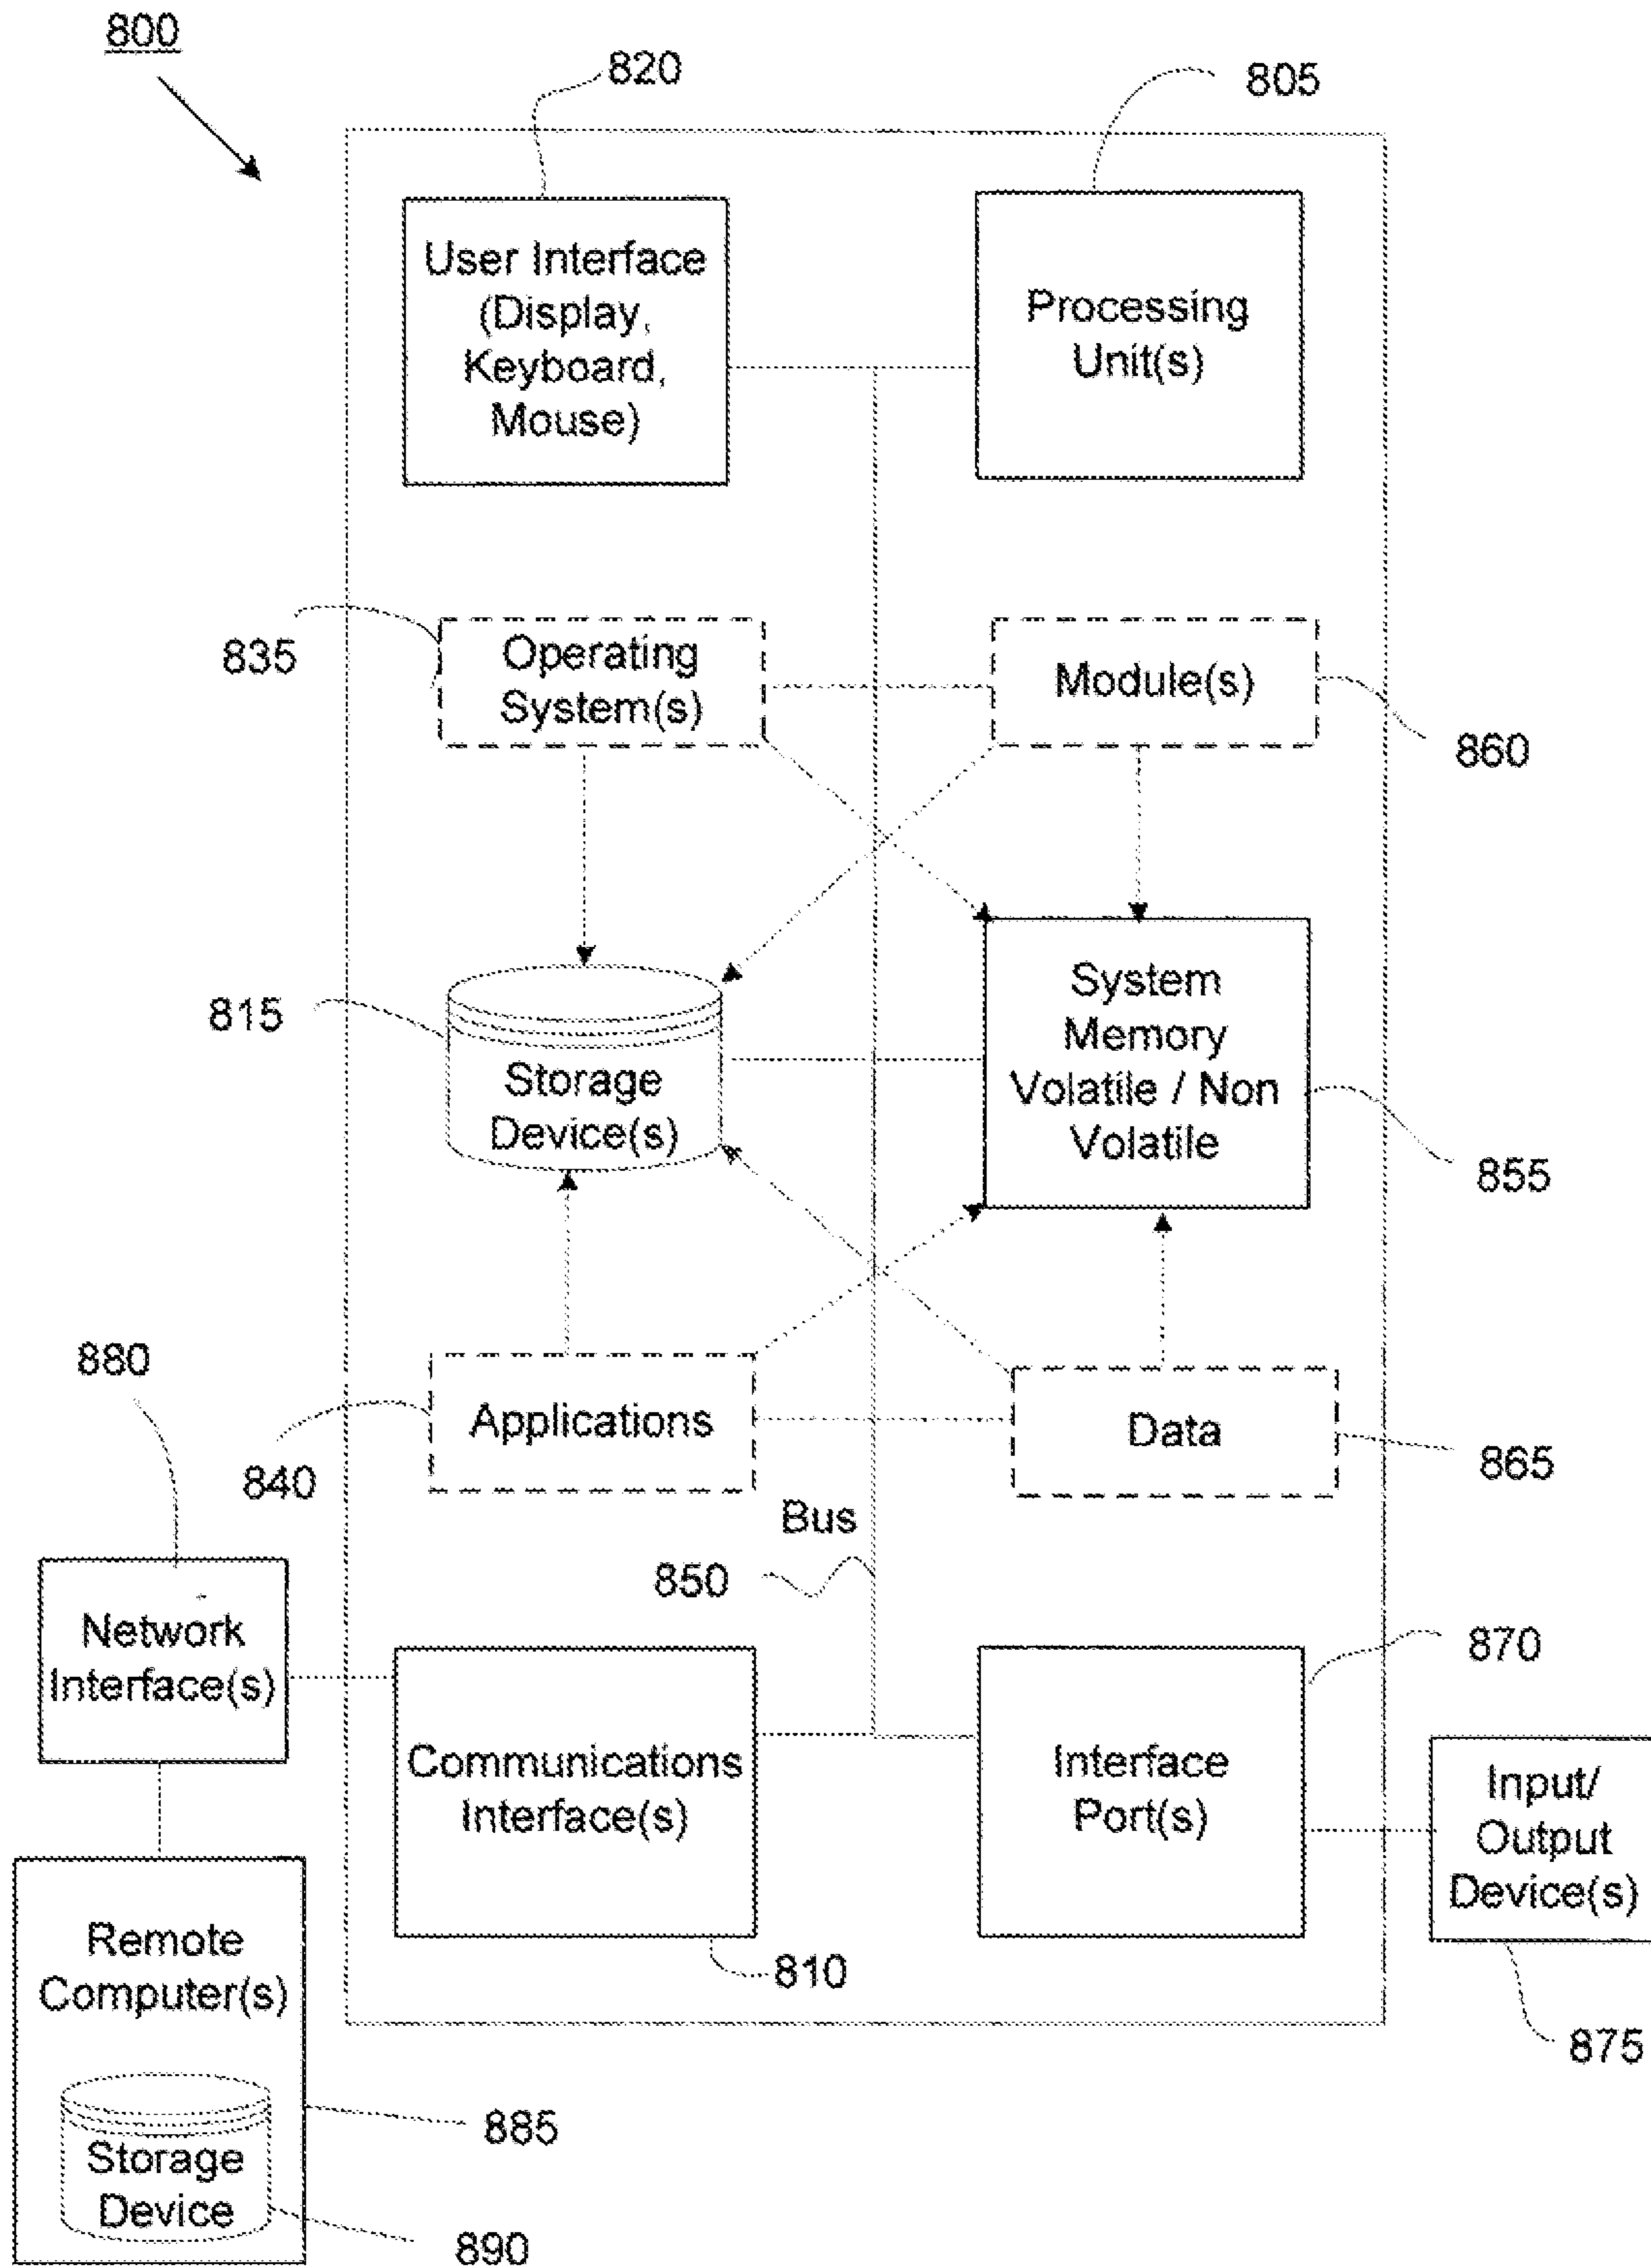 800
820
805
User Interface
(Display,
Keyboard,
Mouse)
Processing
Unit(s)
835
Operating
System(s)
Module(s)
860
815
Storage
Device(s)
System
Memory
Volatile / Non
Volatile
855
880
840
Applications
Data
865
Bus
850
Network
Interface(s)
870
Communications
Interface(s)
Interface
Port(s)
Input/
Output
Device(s)
810
875
Remote
Computer(s)
885
Storage
Device
890